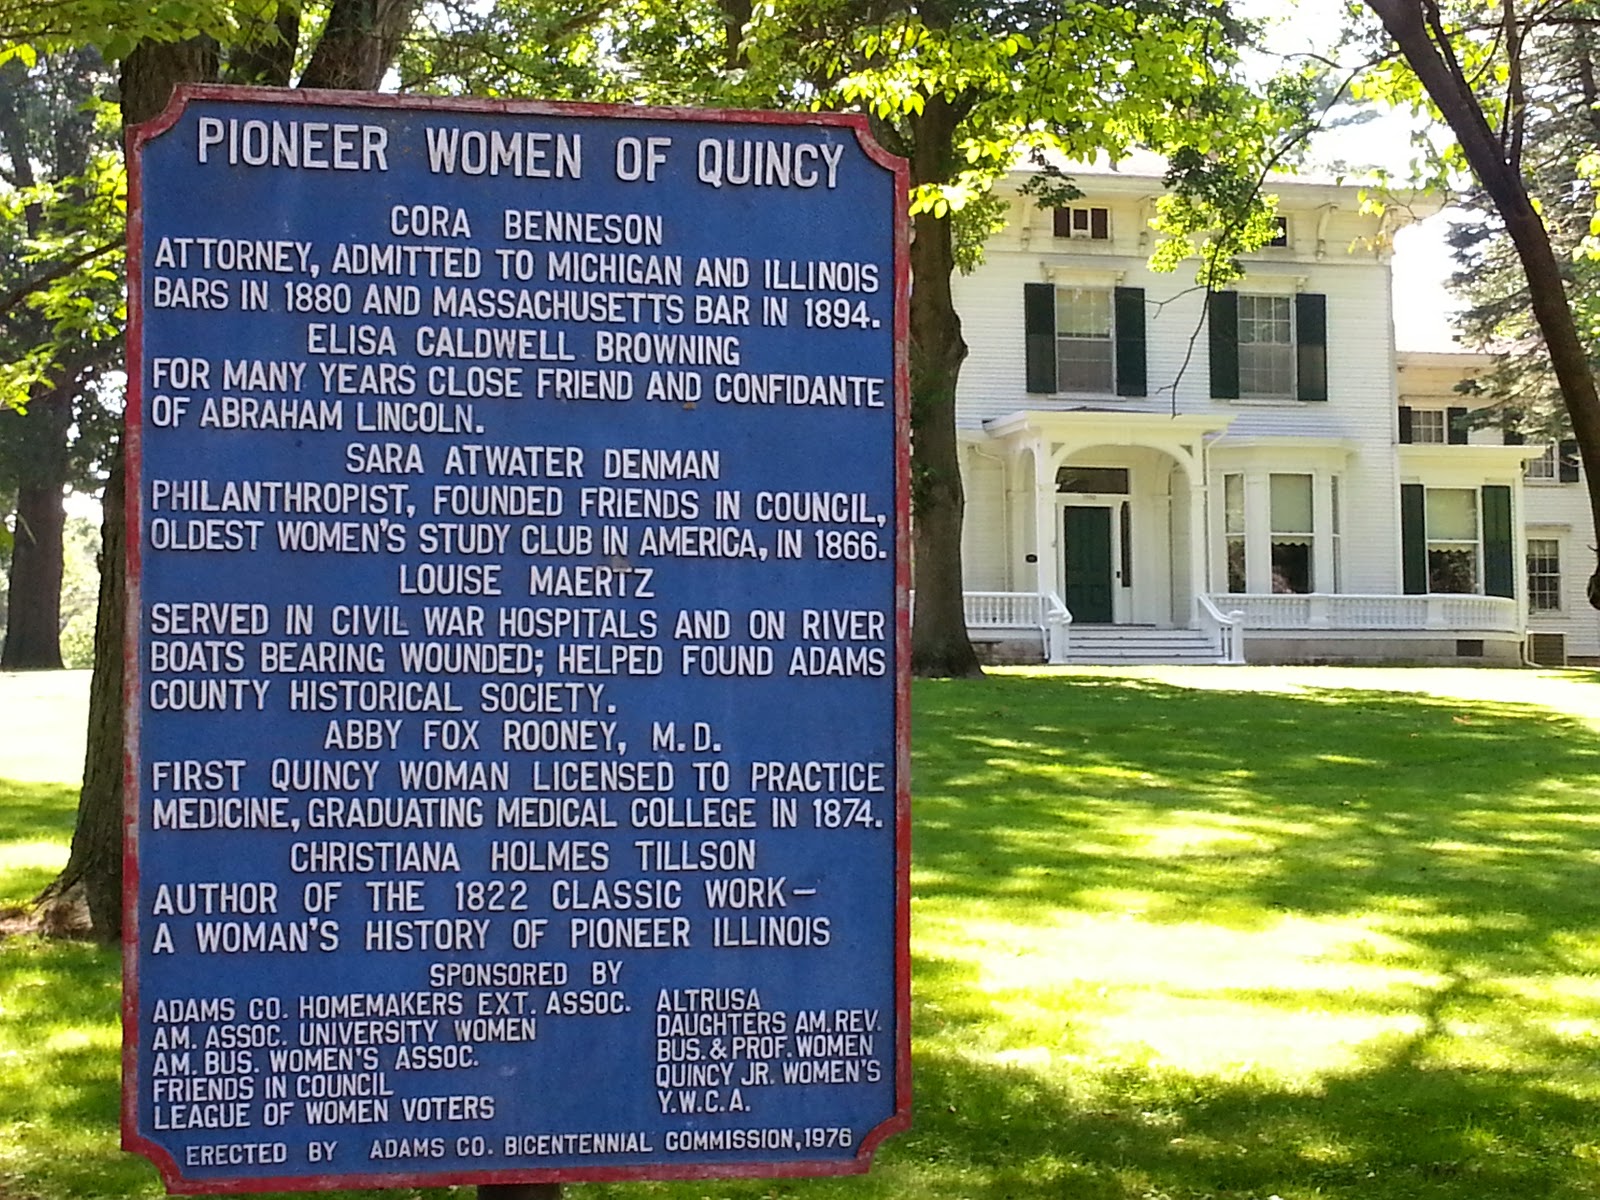 PIONEER WOMEN OF QUINCY
CORA BENNESON
ATTORNEY, ADMITTED TO MICHIGAN AND ILLINOIS
BARS IN 1880 AND MASSACHUSETTS BAR IN 1894.
ELISA CALDWELL BROWNING
FOR MANY YEARS CLOSE FRIEND AND CONFIDANTE
OF ABRAHAM LINCOLN.
SARA ATWATER DENMAN
PHILANTHROPIST, FOUNDED FRIENDS IN COUNCIL,
OLDEST WOMEN'S STUDY CLUB IN AMERICA, IN 1866.
LOUISE MAERTZ
SERVED IN CIVIL WAR HOSPITALS AND ON RIVER
BOATS BEARING WOUNDED; HELPED FOUND ADAMS
COUNTY HISTORICAL SOCIETY.
ABBY FOX ROONEY, M.D.
FIRST QUINCY WOMAN LICENSED TO PRACTICE
MEDICINE, GRADUATING MEDICAL COLLEGE IN 1874.
CHRISTIANA HOLMES TILLSON
AUTHOR OF THE 1822 CLASSIC WORK—
A WOMAN'S HISTORY OF PIONEER ILLINOIS
SPONSORED BY
ADAMS CO. HOMEMAKERS EXT. ASSOC.
AM. ASSOC. UNIVERSITY WOMEN
AM. BUS. WOMEN'S ASSOC.
FRIENDS IN COUNCIL
LEAGUE OF WOMEN VOTERS
ALTRUSA
DAUGHTERS AM. REV.
BUS. & PROF. WOMEN
QUINCY JR. WOMEN'S
Y.W.C.A.
ERECTED BY ADAMS CO. BICENTENNIAL COMMISSION, 1976